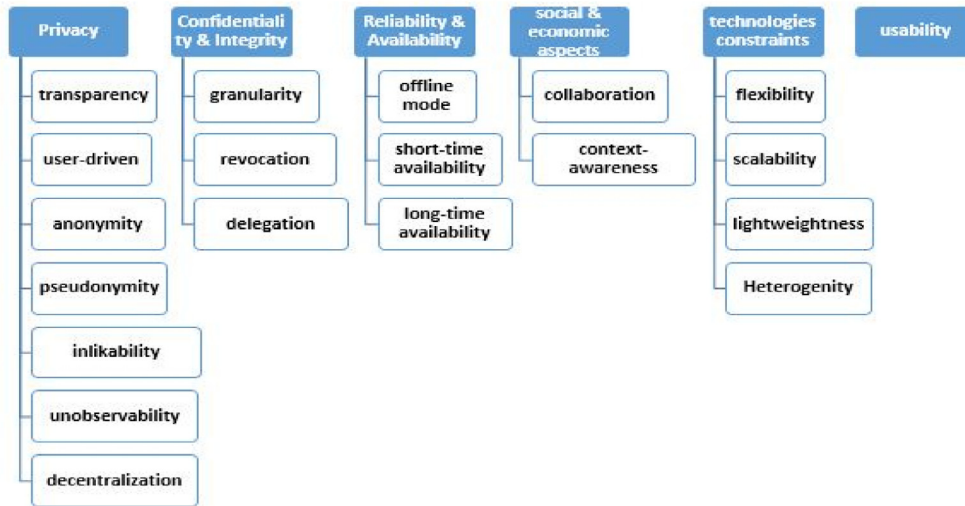 Privacy
transparency
user-driven
anonymity
pseudonymity
inlikability
unobservability
decentralization
Confidentiali
ty & Integrity
granularity
revocation
delegation
Reliability &
Availability
offline
mode
short-time
availability
long-time
availability
social &
economic
aspects
collaboration
context-
awareness
technologies
constraints
flexibility
scalability
lightweightness
Heterogenity
usability